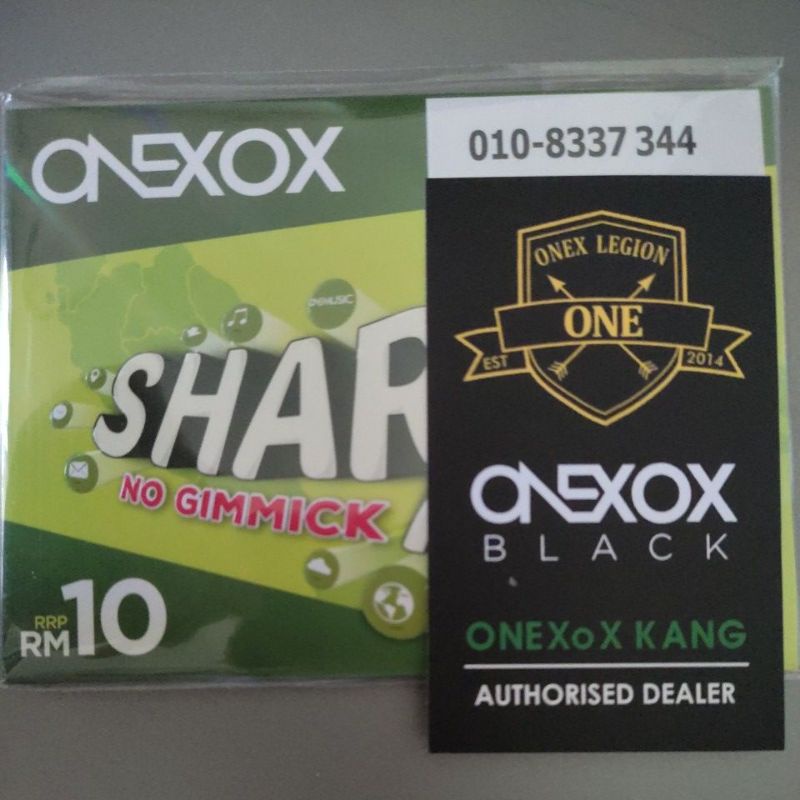 ONEXOX
ONEMUSIC
SHAR
NO GIMMICK
RRP
RM10
010-8337 344
ONEX LEGION
ONE
EST 2014
ONEXOX
BLACK
ONEXoX KANG
AUTHORISED DEALER